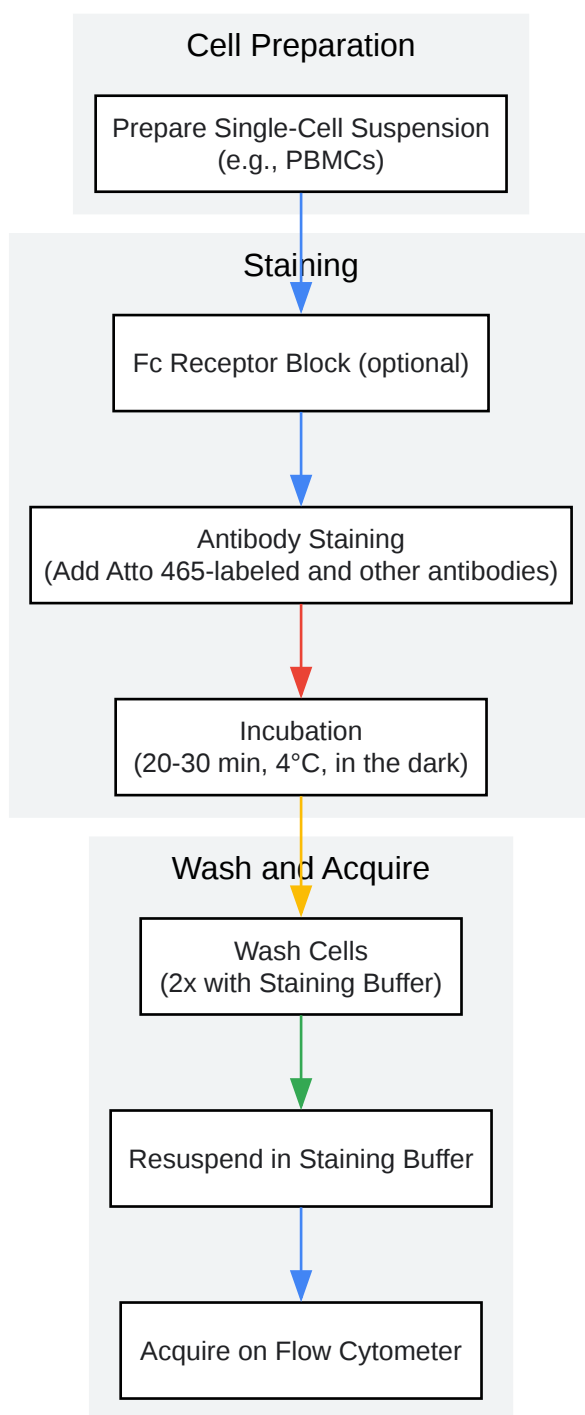 Cell Preparation
Prepare Single-Cell Suspension
(e.g., PBMCs)
Staining
Fc Receptor Block (optional)
Antibody Staining
(Add Atto 465-labeled and other antibodies)
Incubation
(20-30 min, 4°C, in the dark)
Wash and Acquire
Wash Cells
(2x with Staining Buffer)
Resuspend in Staining Buffer
Acquire on Flow Cytometer